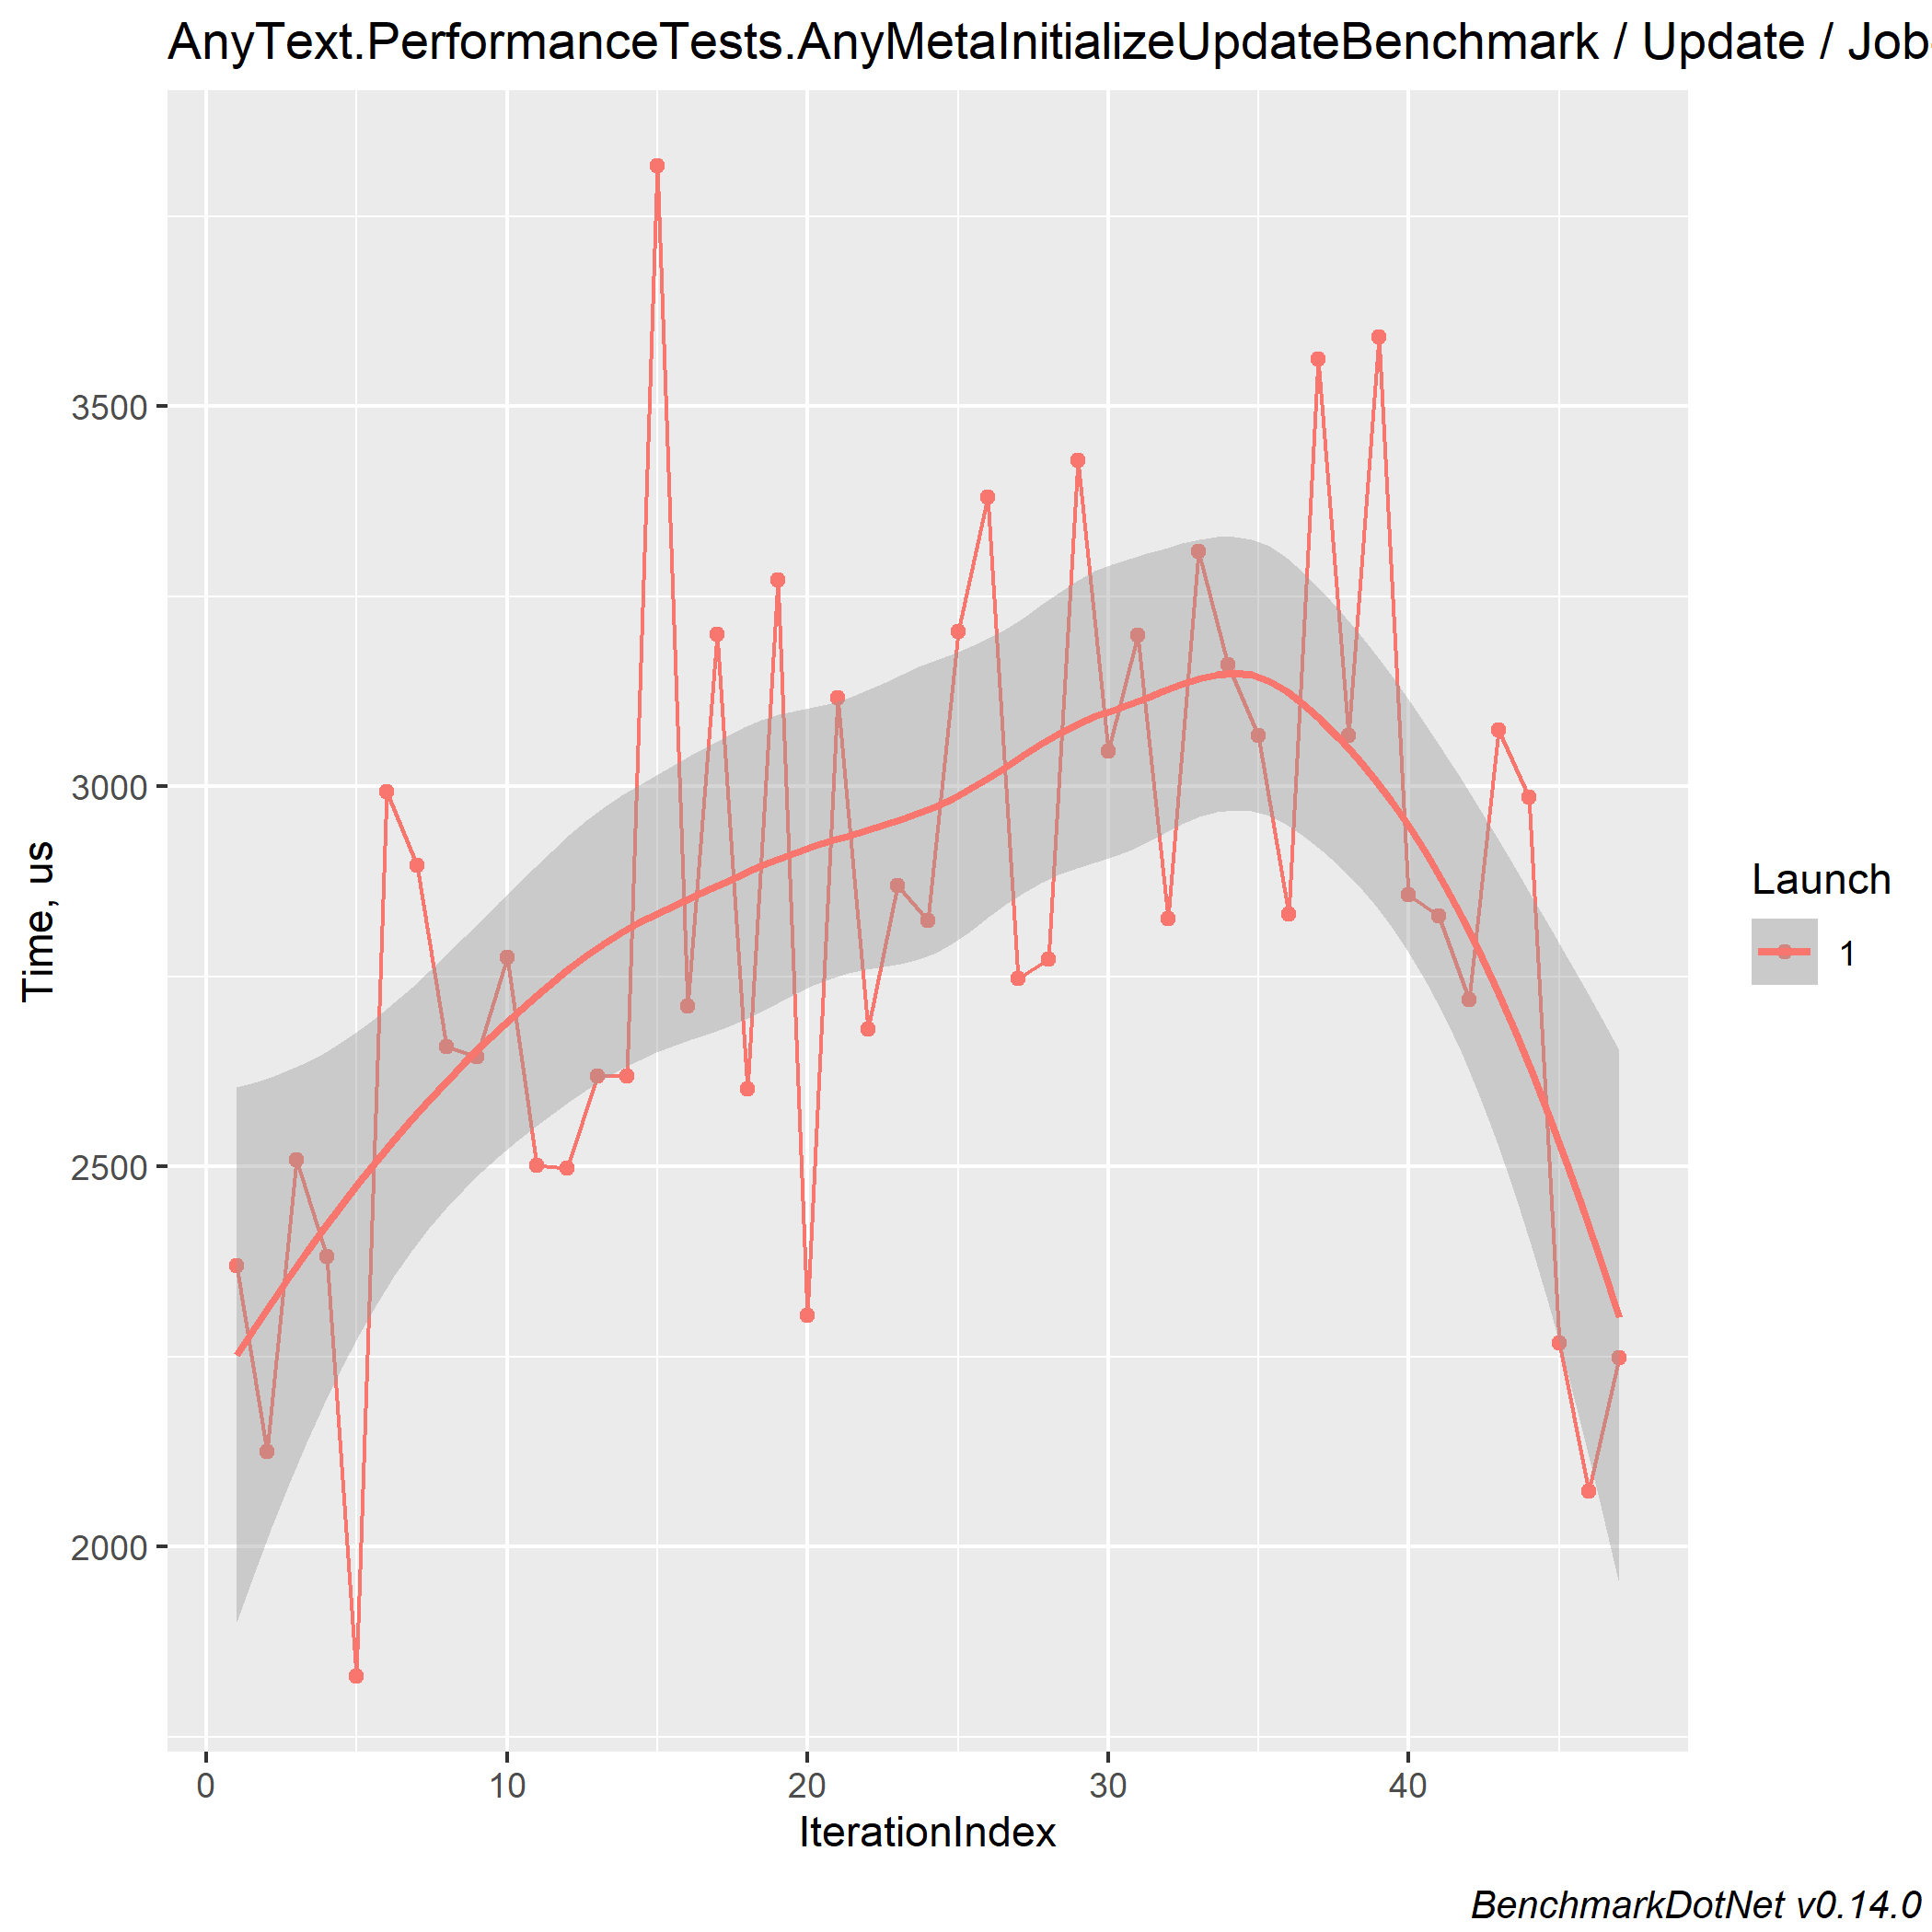 AnyText.PerformanceTests.AnyMetaInitializeUpdateBenchmark / Update / Job
3500
3000
2500
2000
Time, us
0 10 20 30 40
IterationIndex
Launch
1
BenchmarkDotNet v0.14.0